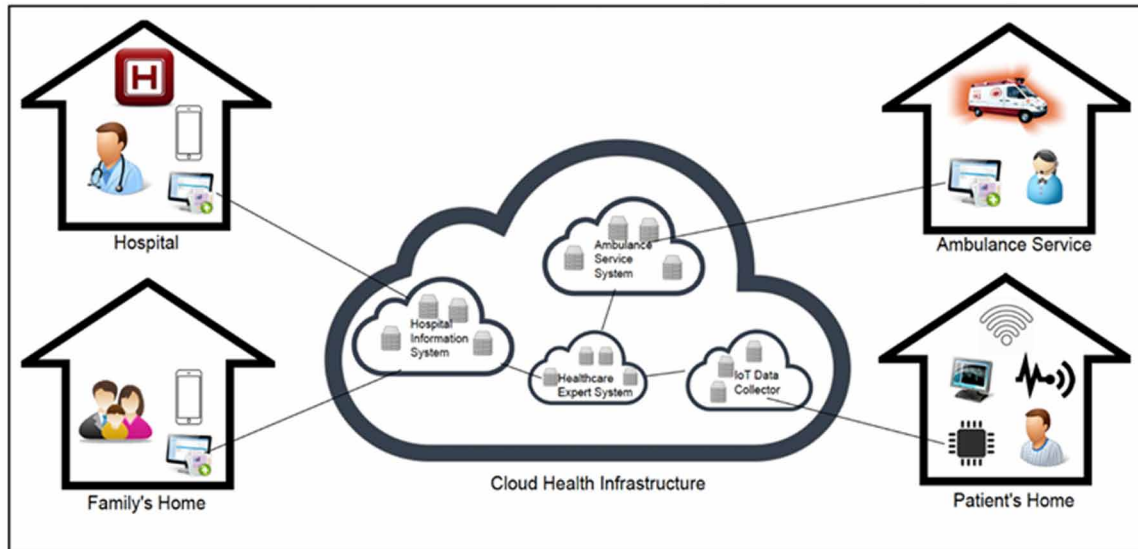 H
Hospital
Ambulance Service
Ambulance
Service
System
Hospital
Information
System
Healthcare
Expert System
IoT Data
Collector
Family's Home
Cloud Health Infrastructure
Patient's Home